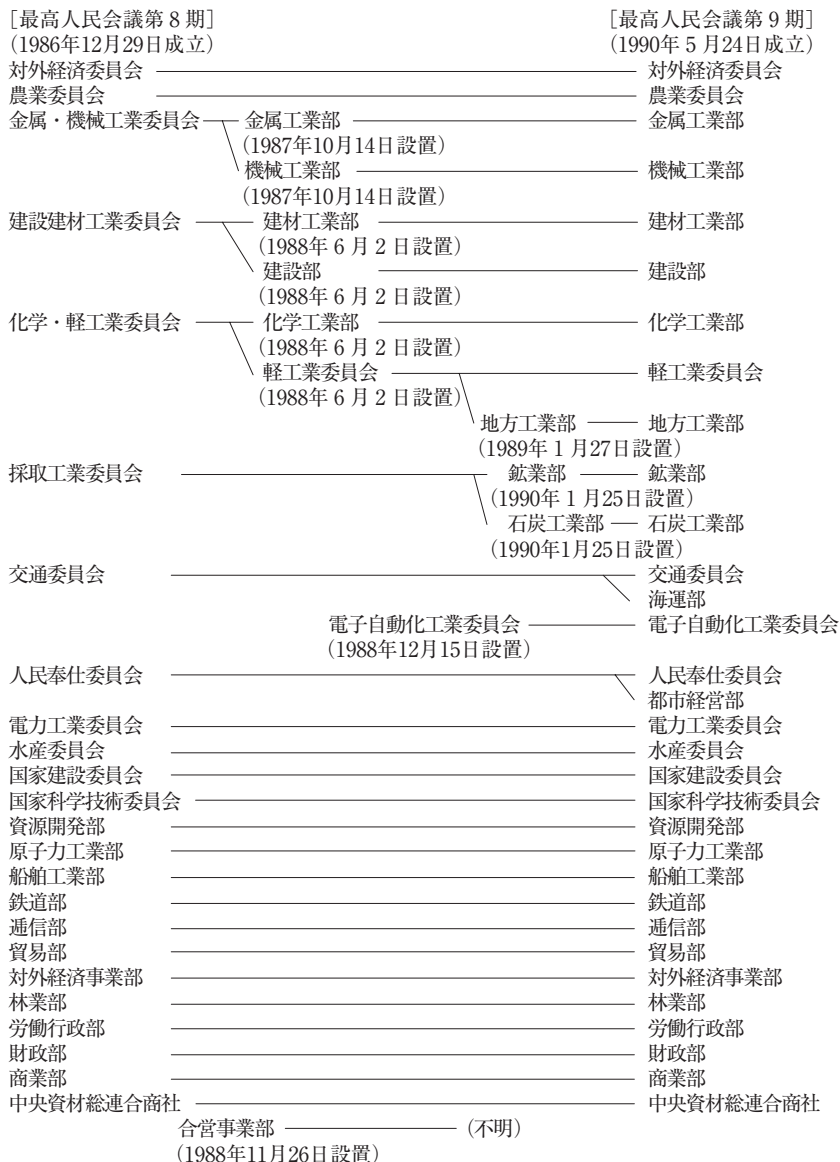 ［最高人民会議第 8 期］　［最高人民会議第 9 期］
（1986年12月29日成立）　（1990年 5 月24日成立）
対外経済委員会　対外経済委員会
農業委員会　農業委員会
金属・機械工業委員会　金属工業部　金属工業部
（1987年10月14日設置）
機械工業部　機械工業部
（1987年10月14日設置）
建設建材工業委員会　建材工業部　建材工業部
（1988年 6 月 2 日設置）
建設部　建設部
（1988年 6 月 2 日設置）
化学・軽工業委員会　化学工業部　化学工業部
（1988年 6 月 2 日設置）
軽工業委員会　軽工業委員会
（1988年 6 月 2 日設置）
地方工業部　地方工業部
（1989年 1 月27日設置）
採取工業委員会　鉱業部　鉱業部
（1990年 1 月25日設置）
石炭工業部　石炭工業部
（1990年1月25日設置）
交通委員会　交通委員会
海運部
電子自動化工業委員会　電子自動化工業委員会
（1988年12月15日設置）
人民奉仕委員会　人民奉仕委員会
都市経営部
電力工業委員会　電力工業委員会
水産委員会　水産委員会
国家建設委員会　国家建設委員会
国家科学技術委員会　国家科学技術委員会
資源開発部　資源開発部
原子力工業部　原子力工業部
船舶工業部　船舶工業部
鉄道部　鉄道部
逓信部　逓信部
貿易部　貿易部
対外経済事業部　対外経済事業部
林業部　林業部
労働行政部　労働行政部
財政部　財政部
商業部　商業部
中央資材総連合商社　中央資材総連合商社
合営事業部　（不明）
（1988年11月26日設置）